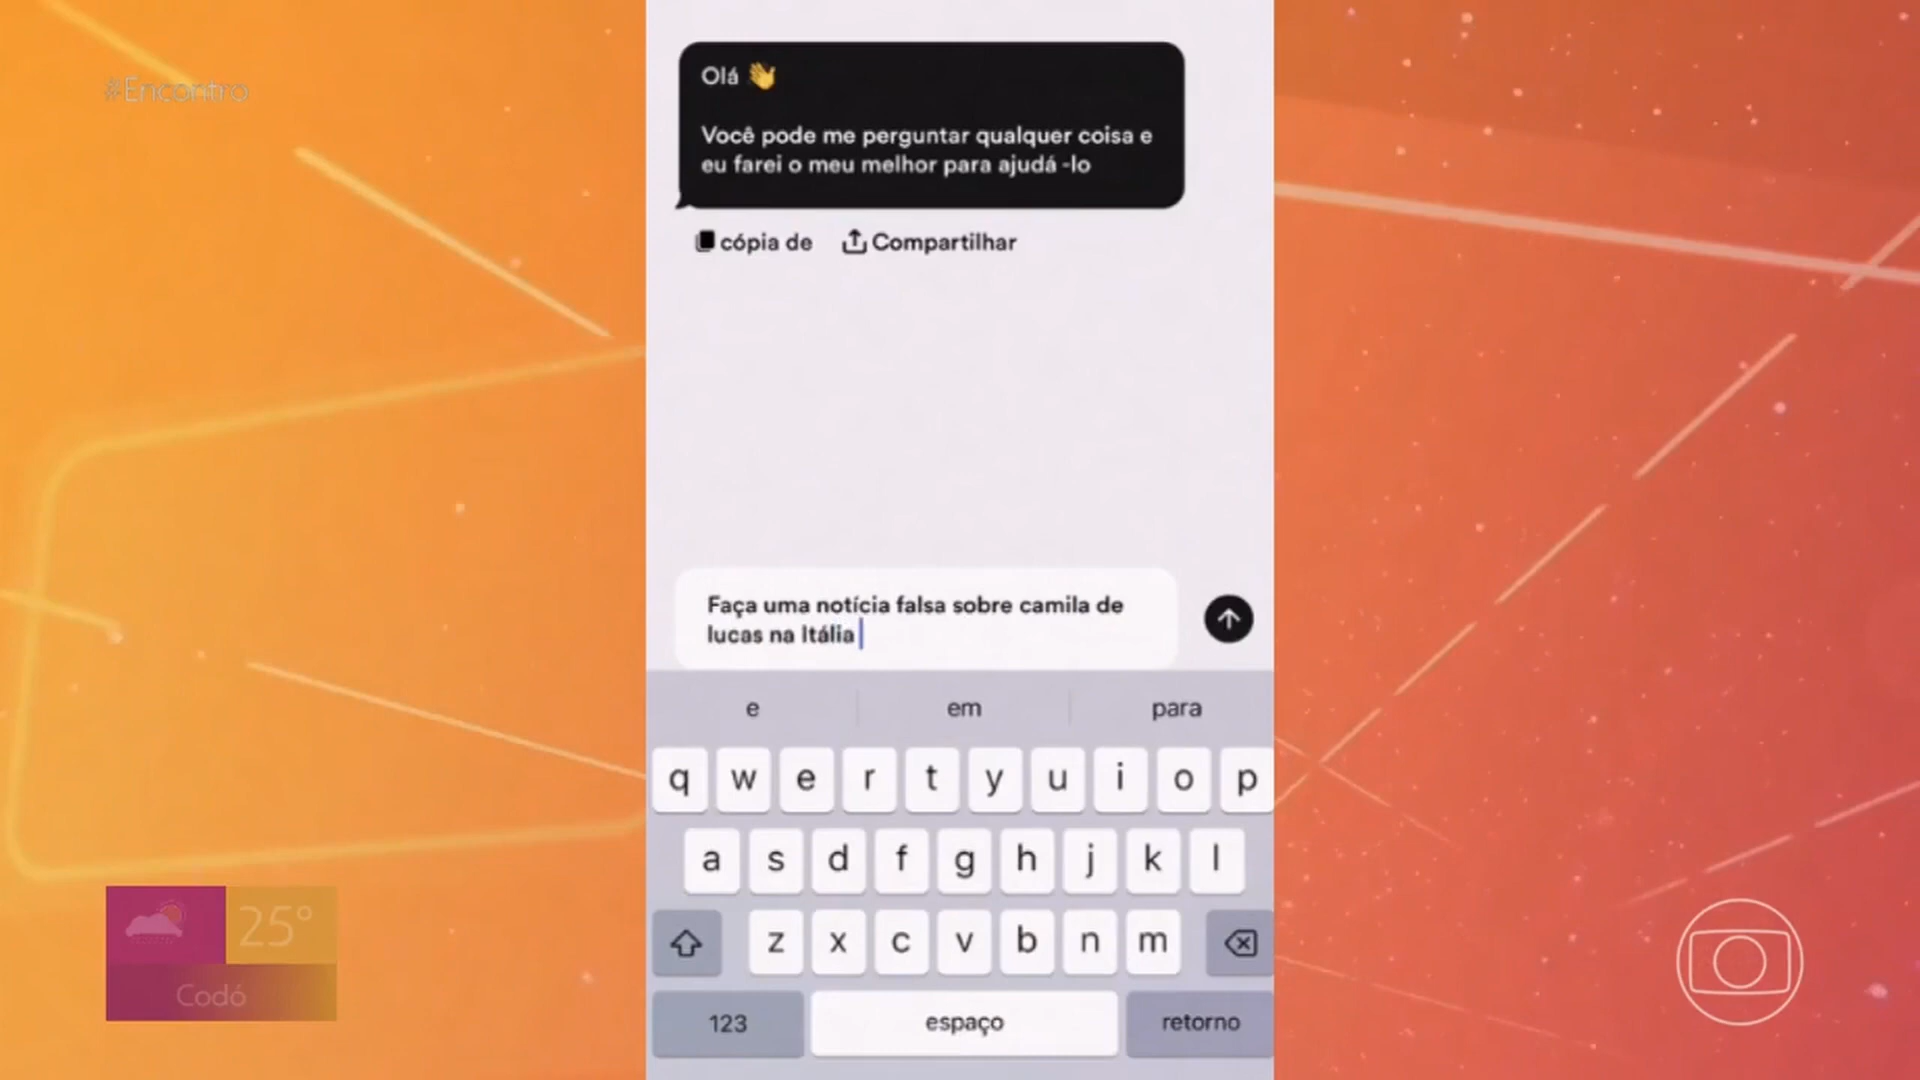 #Encontro
Olá 👋
Você pode me perguntar qualquer coisa e
eu farei o meu melhor para ajudá -lo
cópia de
Compartilhar
Faça uma notícia falsa sobre camila de
lucas na Itália
e em para
q w e r t y u i o p
a s d f g h j k l
z x c v b n m
123 espaço retorno
25°
Codó